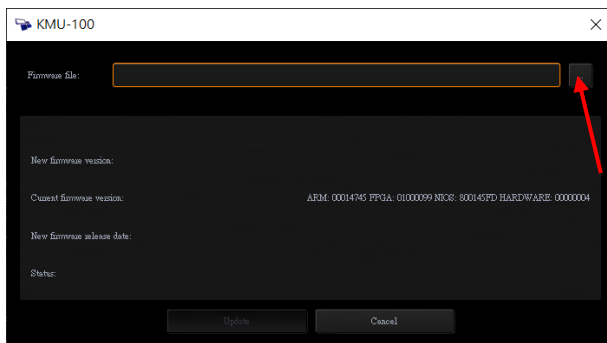 KMU-100
Firmware file:
...
New firmware version:
Current firmware version: ARM: 00014745 FPGA: 01000099 NIOS: 800145FD HARDWARE: 00000004
New firmware release date:
Status:
Update Cancel